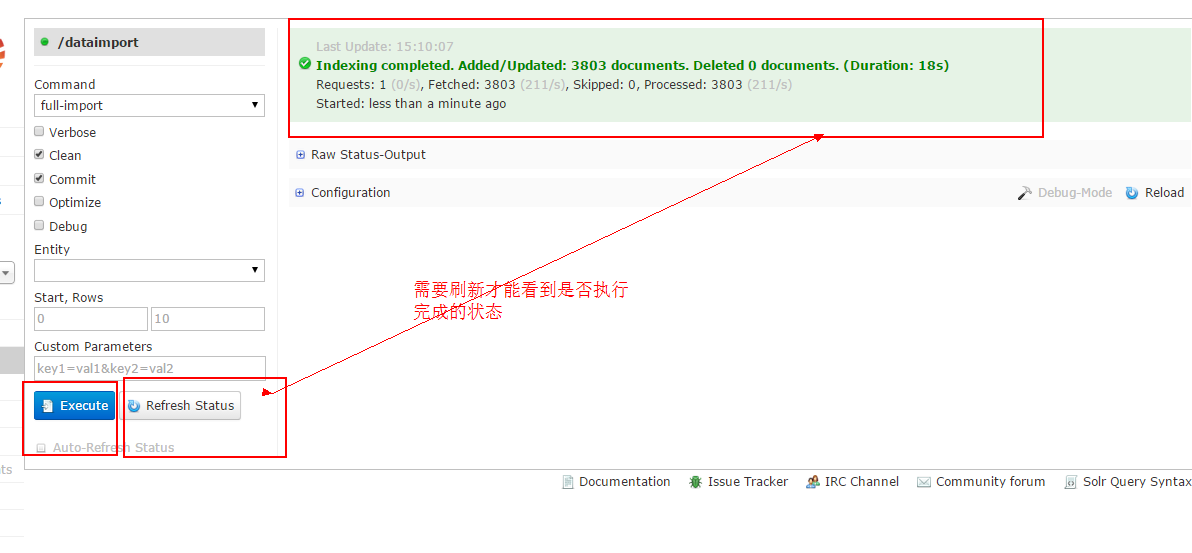 /dataimport
Command
full-import
Verbose
Clean
Commit
Optimize
Debug
Entity
Start, Rows
0 10
Custom Parameters
key1=val1&key2=val2
Execute Refresh Status
Auto-Refresh Status
Last Update: 15:10:07
Indexing completed. Added/Updated: 3803 documents. Deleted 0 documents. (Duration: 18s)
Requests: 1 (0/s), Fetched: 3803 (211/s), Skipped: 0, Processed: 3803 (211/s)
Started: less than a minute ago
Raw Status-Output
Configuration Debug-Mode Reload
需要刷新才能看到是否执行
完成的状态
Documentation Issue Tracker IRC Channel Community forum Solr Query Syntax